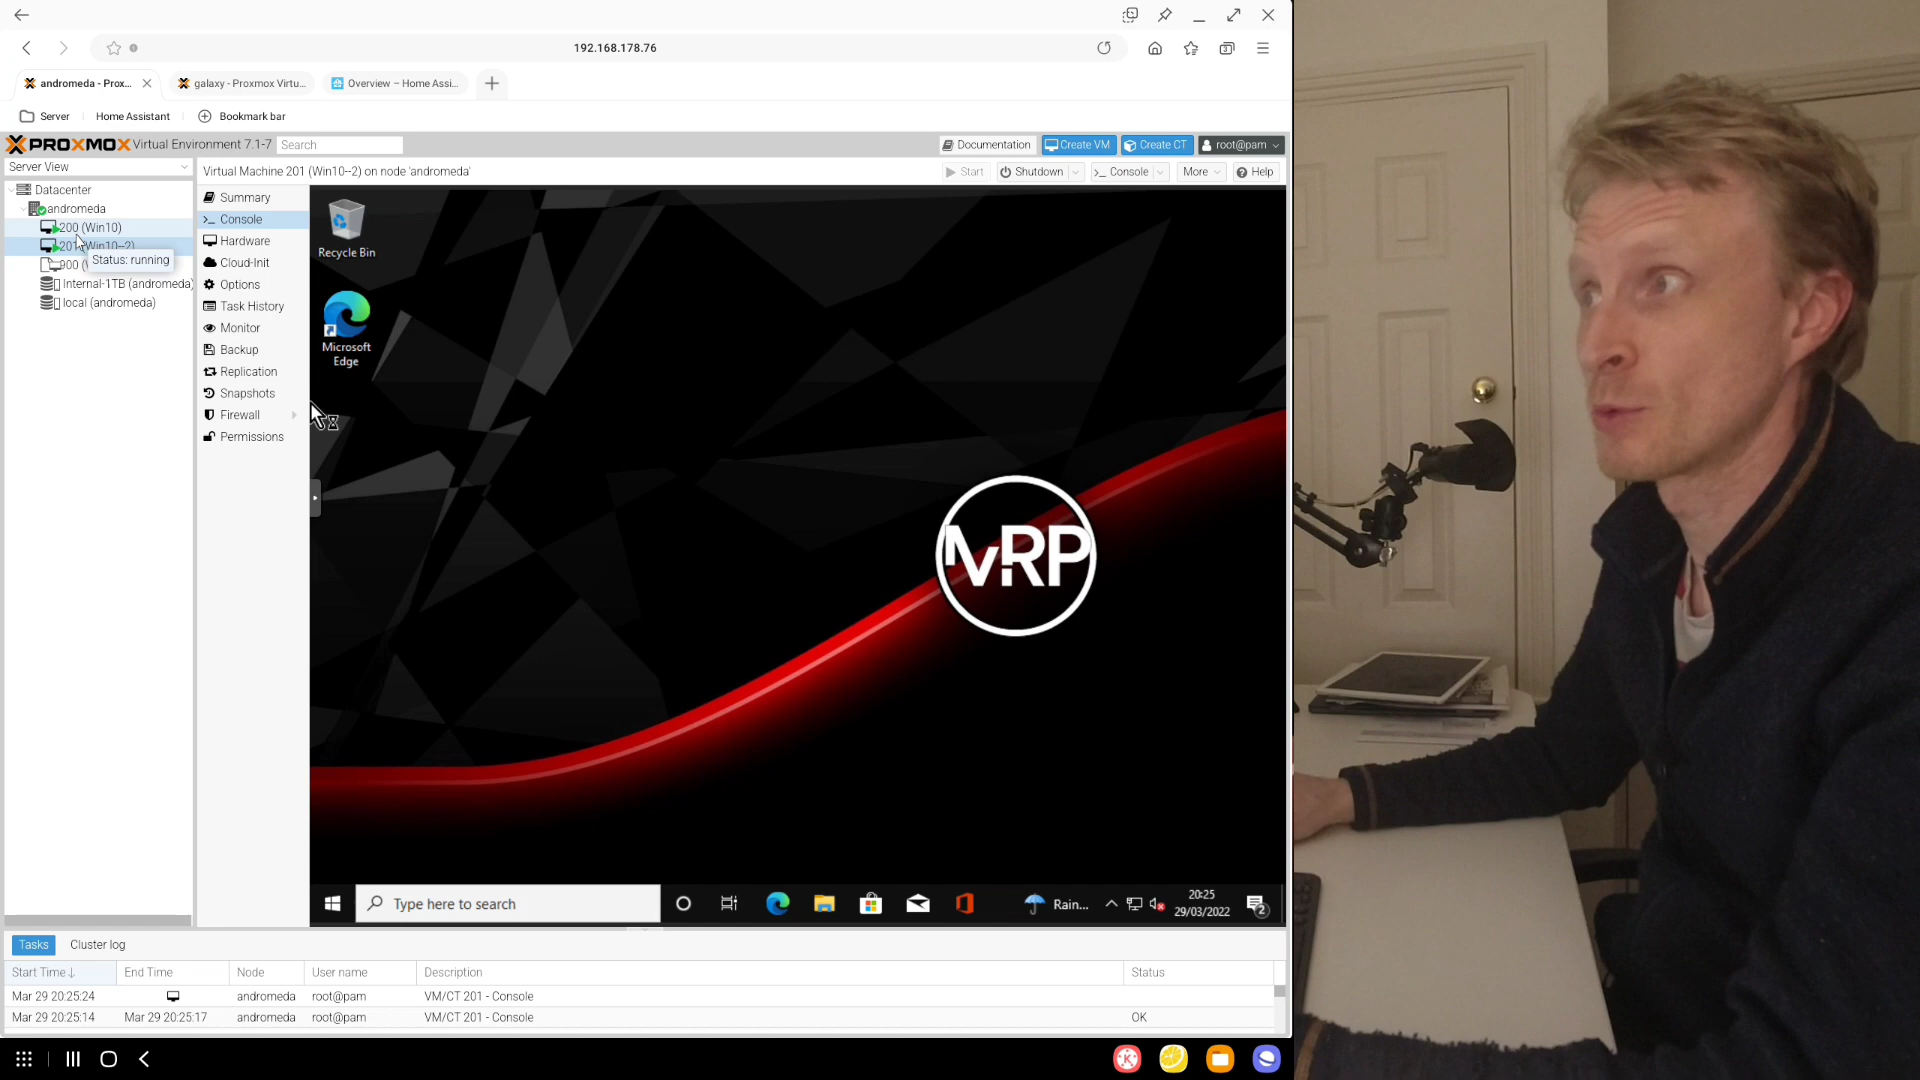 192.168.178.76
andromeda - Prox...
galaxy - Proxmox Virtu...
Overview – Home Assi...
Server
Home Assistant
Bookmark bar
PROXMOX Virtual Environment 7.1-7
Search
Documentation
Create VM
Create CT
root@pam
Server View
Virtual Machine 201 (Win10--2) on node 'andromeda'
Start
Shutdown
Console
More
Help
Datacenter
andromeda
200 (Win10)
201 (Win10--2)
Status: running
900 (
Internal-1TB (andromeda)
local (andromeda)
Summary
Console
Hardware
Cloud-Init
Options
Task History
Monitor
Backup
Replication
Snapshots
Firewall
Permissions
Recycle Bin
Microsoft
Edge
MVRP
Type here to search
Rain...
20:25
29/03/2022
2
Tasks
Cluster log
Start Time
End Time
Node
User name
Description
Status
Mar 29 20:25:24
andromeda
root@pam
VM/CT 201 - Console
Mar 29 20:25:14
Mar 29 20:25:17
andromeda
root@pam
VM/CT 201 - Console
OK